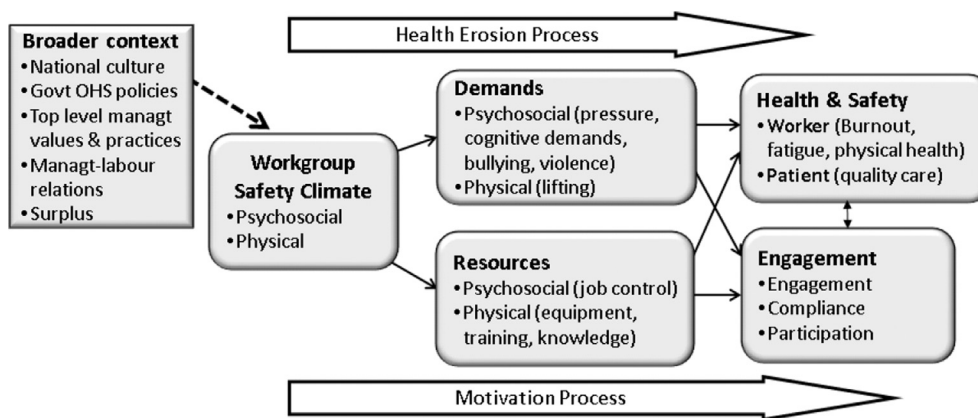 Health Erosion Process
Broader context
•National culture
•Govt OHS policies
•Top level managt
values & practices
•Managt-labour
relations
•Surplus
Workgroup
Safety Climate
•Psychosocial
•Physical
Demands
•Psychosocial (pressure,
cognitive demands,
bullying, violence)
•Physical (lifting)
Resources
•Psychosocial (job control)
•Physical (equipment,
training, knowledge)
Health & Safety
•Worker (Burnout,
fatigue, physical health)
•Patient (quality care)
Engagement
•Engagement
•Compliance
•Participation
Motivation Process